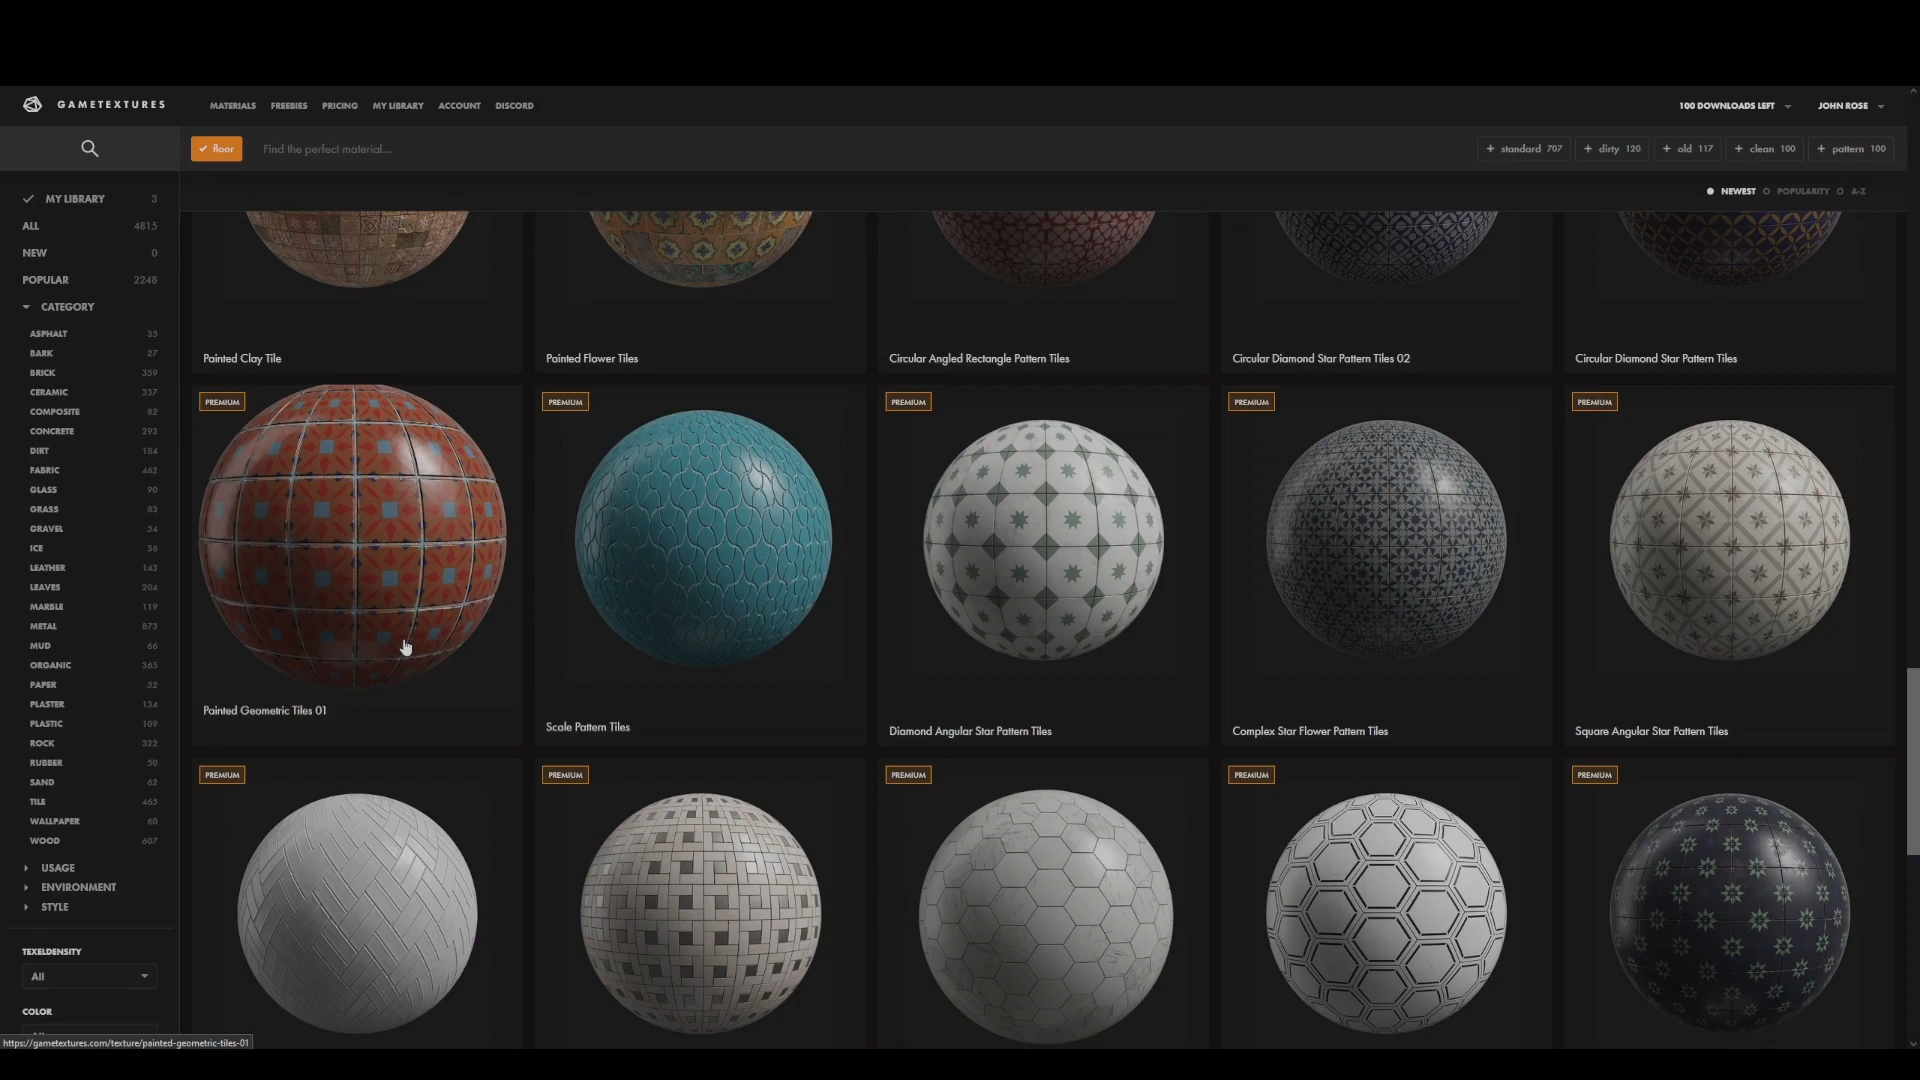 GAMETEXTURES
MATERIALS FREEBIES PRICING MY LIBRARY ACCOUNT DISCORD
100 DOWNLOADS LEFT JOHN ROSE
floor Find the perfect material...
+ standard 707 + dirty 120 + old 117 + clean 100 + pattern 100
NEWEST POPULARITY A-Z
MY LIBRARY 3
ALL 4815
NEW 0
POPULAR 2248
CATEGORY
ASPHALT 35
BARK 27
BRICK 359
CERAMIC 337
COMPOSITE 82
CONCRETE 293
DIRT 184
FABRIC 462
GLASS 90
GRASS 83
GRAVEL 54
ICE 36
LEATHER 143
LEAVES 204
MARBLE 119
METAL 873
MUD 66
ORGANIC 365
PAPER 52
PLASTER 134
PLASTIC 109
ROCK 322
RUBBER 50
SAND 62
TILE 465
WALLPAPER 60
WOOD 607
USAGE
ENVIRONMENT
STYLE
TEXELDENSITY
All
COLOR
Painted Clay Tile
Painted Flower Tiles
Circular Angled Rectangle Pattern Tiles
Circular Diamond Star Pattern Tiles 02
Circular Diamond Star Pattern Tiles
PREMIUM
Painted Geometric Tiles 01
PREMIUM
Scale Pattern Tiles
PREMIUM
Diamond Angular Star Pattern Tiles
PREMIUM
Complex Star Flower Pattern Tiles
PREMIUM
Square Angular Star Pattern Tiles
PREMIUM
PREMIUM
PREMIUM
PREMIUM
PREMIUM
https://gametextures.com/texture/painted-geometric-tiles-01